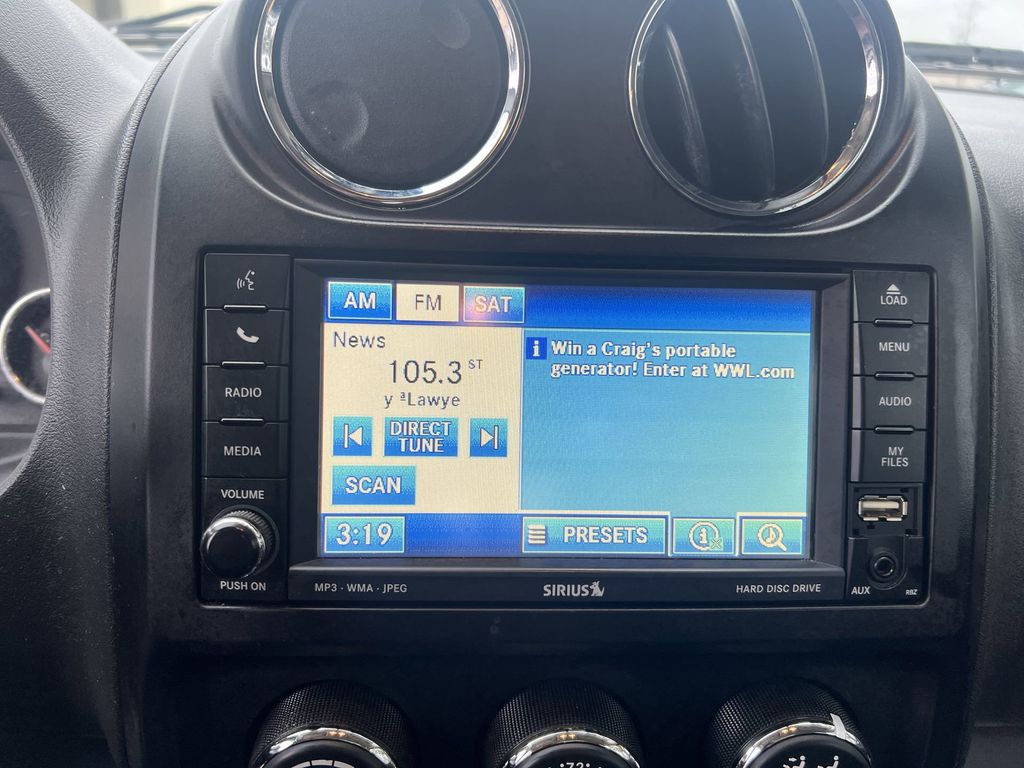 LOAD
MENU
AUDIO
MY
FILES
AUX
RBZ
RADIO
MEDIA
VOLUME
PUSH ON
AM FM SAT
News
105.3 ST
y ªLawye
DIRECT
TUNE
SCAN
i Win a Craig's portable
generator! Enter at WWL.com
3:19
PRESETS
i
MP3 · WMA · JPEG
SIRIUS
HARD DISC DRIVE